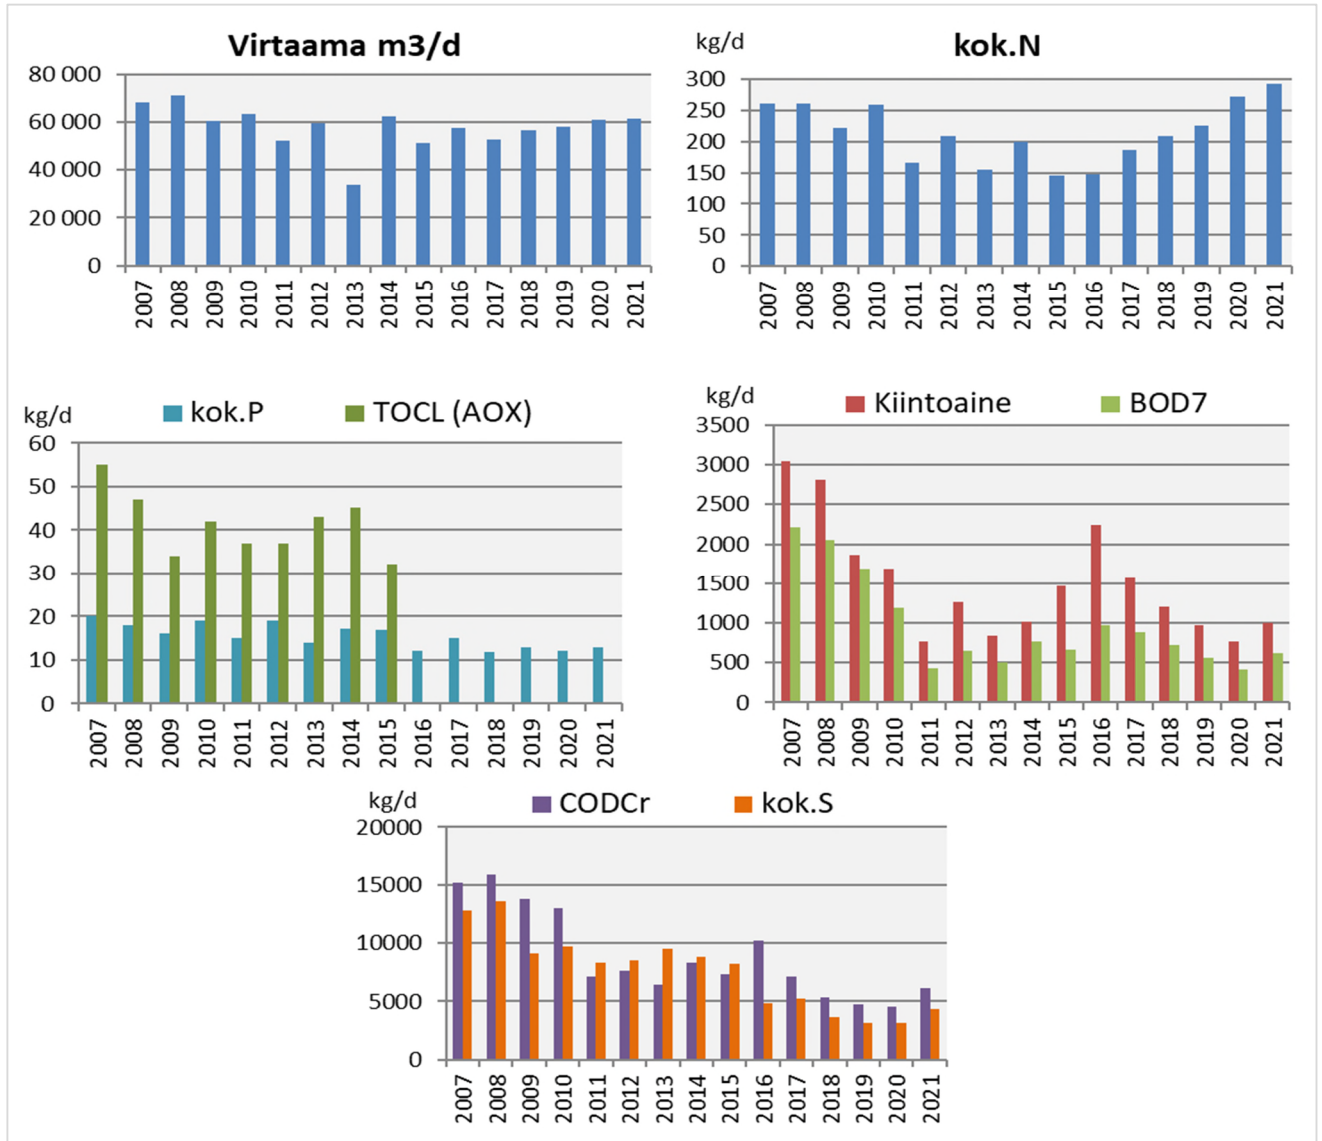 Virtaama m3/d
80 000
60 000
40 000
20 000
0
2007 2008 2009 2010 2011 2012 2013 2014 2015 2016 2017 2018 2019 2020 2021
kg/d
kok.N
300
250
200
150
100
50
0
2007 2008 2009 2010 2011 2012 2013 2014 2015 2016 2017 2018 2019 2020 2021
kg/d
kok.P TOCL (AOX)
60
50
40
30
20
10
0
2007 2008 2009 2010 2011 2012 2013 2014 2015 2016 2017 2018 2019 2020 2021
kg/d
Kiintoaine BOD7
3500
3000
2500
2000
1500
1000
500
0
2007 2008 2009 2010 2011 2012 2013 2014 2015 2016 2017 2018 2019 2020 2021
kg/d
CODCr kok.S
20000
15000
10000
5000
0
2007 2008 2009 2010 2011 2012 2013 2014 2015 2016 2017 2018 2019 2020 2021